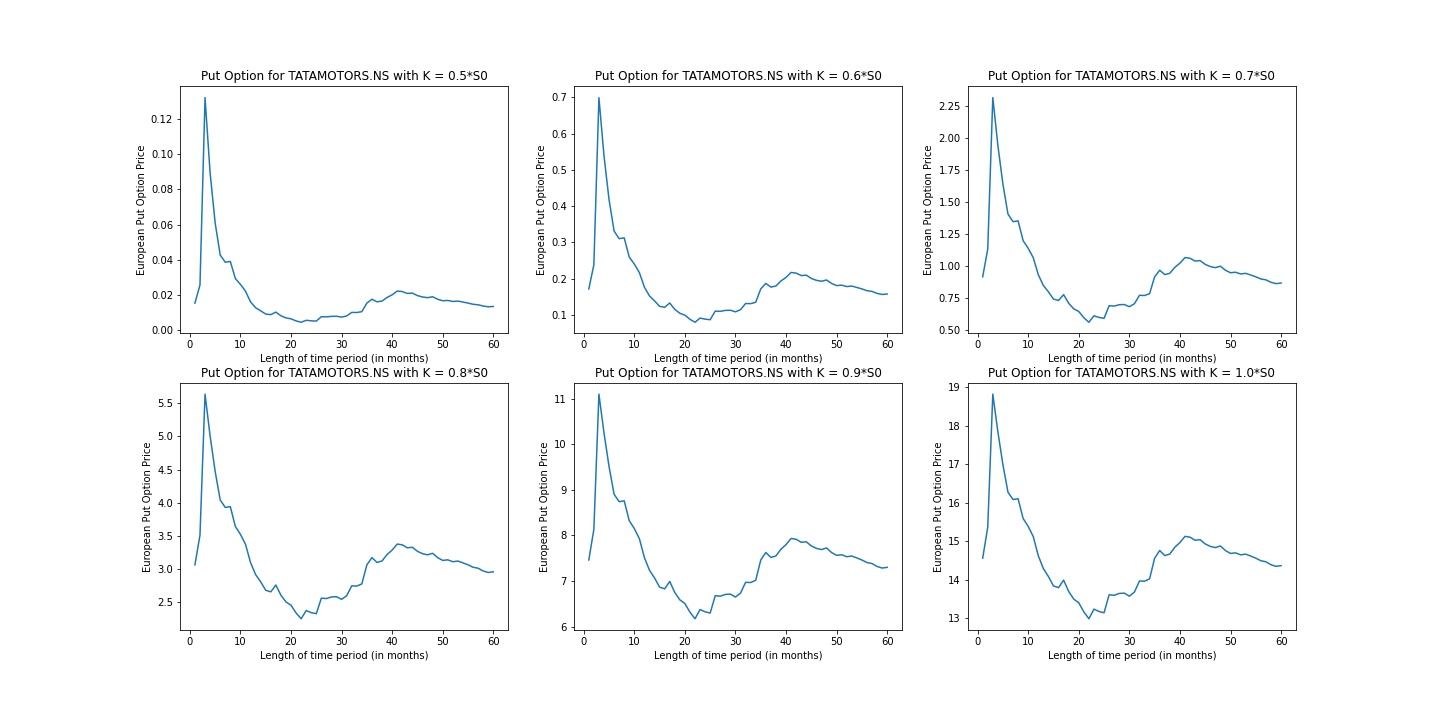 Put Option for TATAMOTORS.NS with K = 0.5*S0
European Put Option Price
0.12
0.10
0.08
0.06
0.04
0.02
0.00
0 10 20 30 40 50 60
Length of time period (in months)
Put Option for TATAMOTORS.NS with K = 0.6*S0
European Put Option Price
0.7
0.6
0.5
0.4
0.3
0.2
0.1
0 10 20 30 40 50 60
Length of time period (in months)
Put Option for TATAMOTORS.NS with K = 0.7*S0
European Put Option Price
2.25
2.00
1.75
1.50
1.25
1.00
0.75
0.50
0 10 20 30 40 50 60
Length of time period (in months)
Put Option for TATAMOTORS.NS with K = 0.8*S0
European Put Option Price
5.5
5.0
4.5
4.0
3.5
3.0
2.5
0 10 20 30 40 50 60
Length of time period (in months)
Put Option for TATAMOTORS.NS with K = 0.9*S0
European Put Option Price
11
10
9
8
7
6
0 10 20 30 40 50 60
Length of time period (in months)
Put Option for TATAMOTORS.NS with K = 1.0*S0
European Put Option Price
19
18
17
16
15
14
13
0 10 20 30 40 50 60
Length of time period (in months)